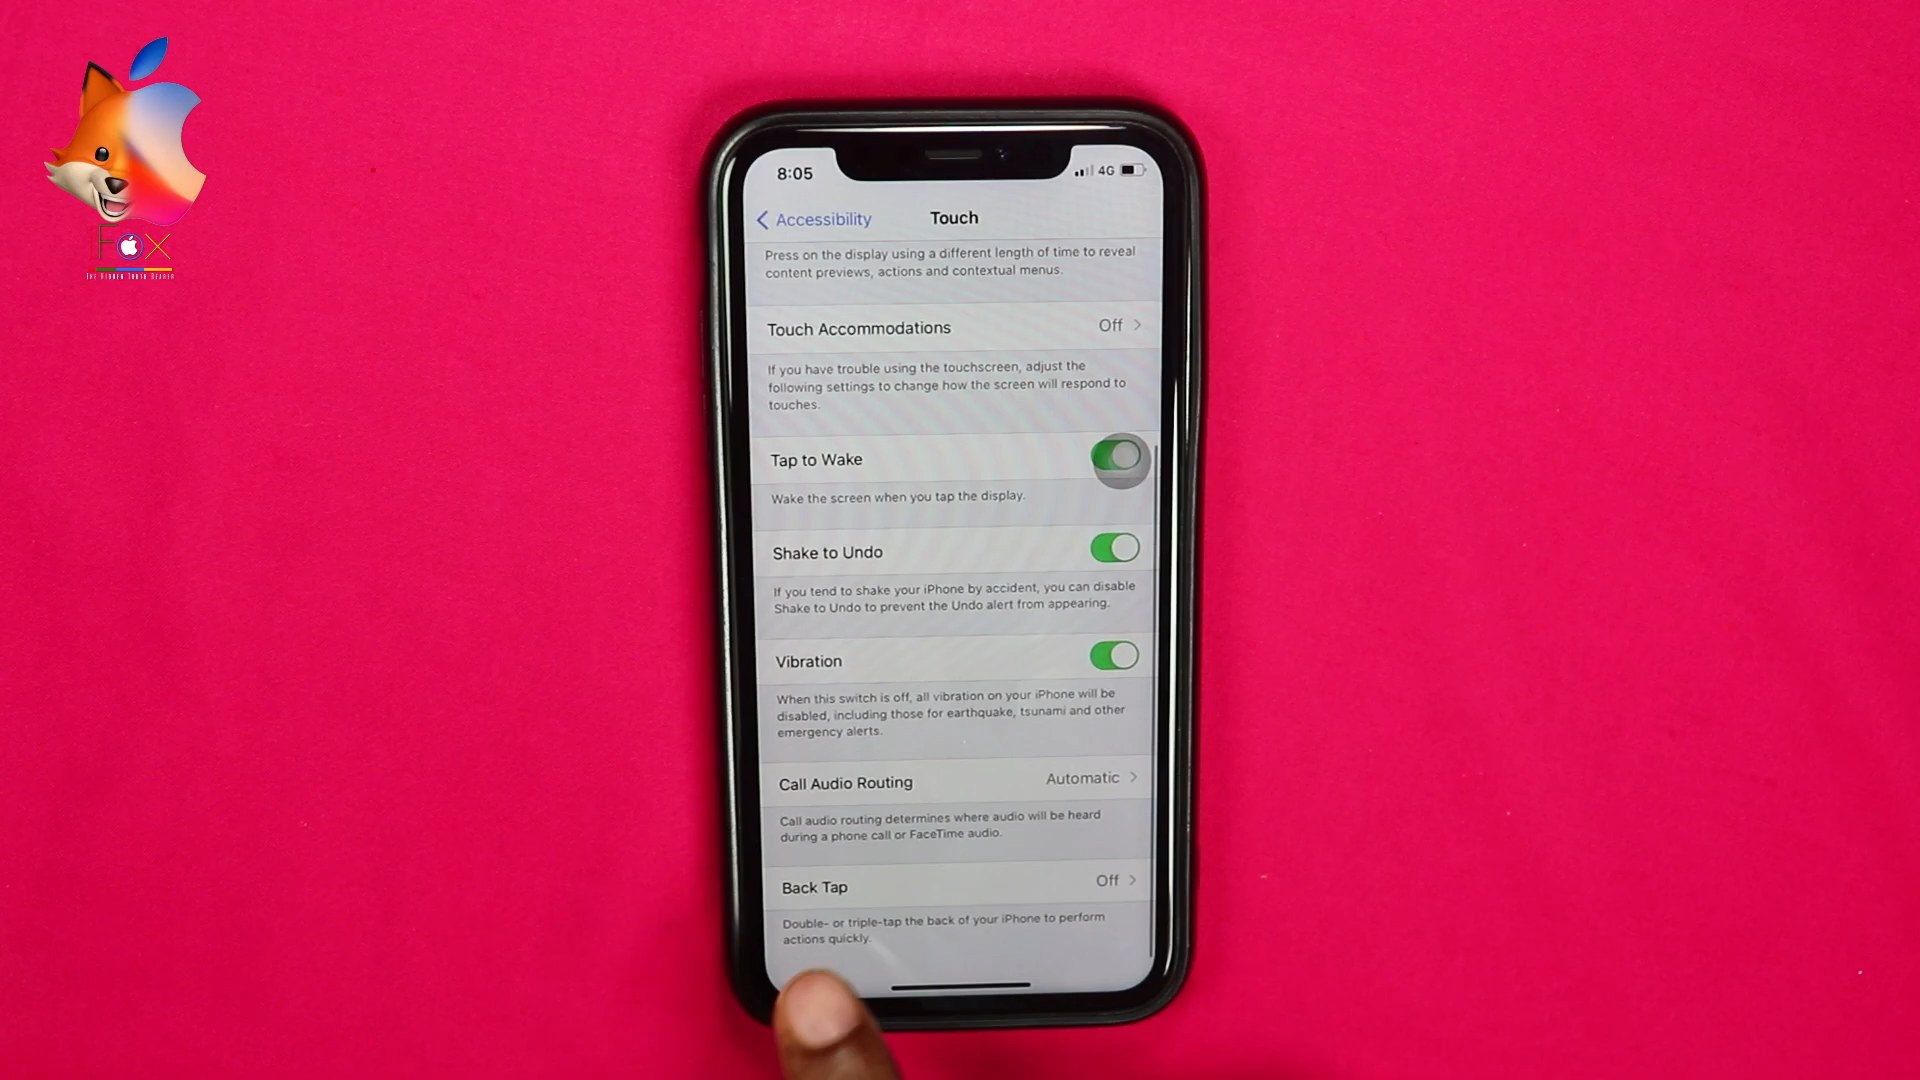 FOX
THE HIDDEN TRUTH SEARER
8:05
4G
Accessibility
Touch
Press on the display using a different length of time to reveal
content previews, actions and contextual menus.
Touch Accommodations Off
If you have trouble using the touchscreen, adjust the
following settings to change how the screen will respond to
touches.
Tap to Wake
Wake the screen when you tap the display.
Shake to Undo
If you tend to shake your iPhone by accident, you can disable
Shake to Undo to prevent the Undo alert from appearing.
Vibration
When this switch is off, all vibration on your iPhone will be
disabled, including those for earthquake, tsunami and other
emergency alerts.
Call Audio Routing Automatic
Call audio routing determines where audio will be heard
during a phone call or FaceTime audio.
Back Tap Off
Double- or triple-tap the back of your iPhone to perform
actions quickly.